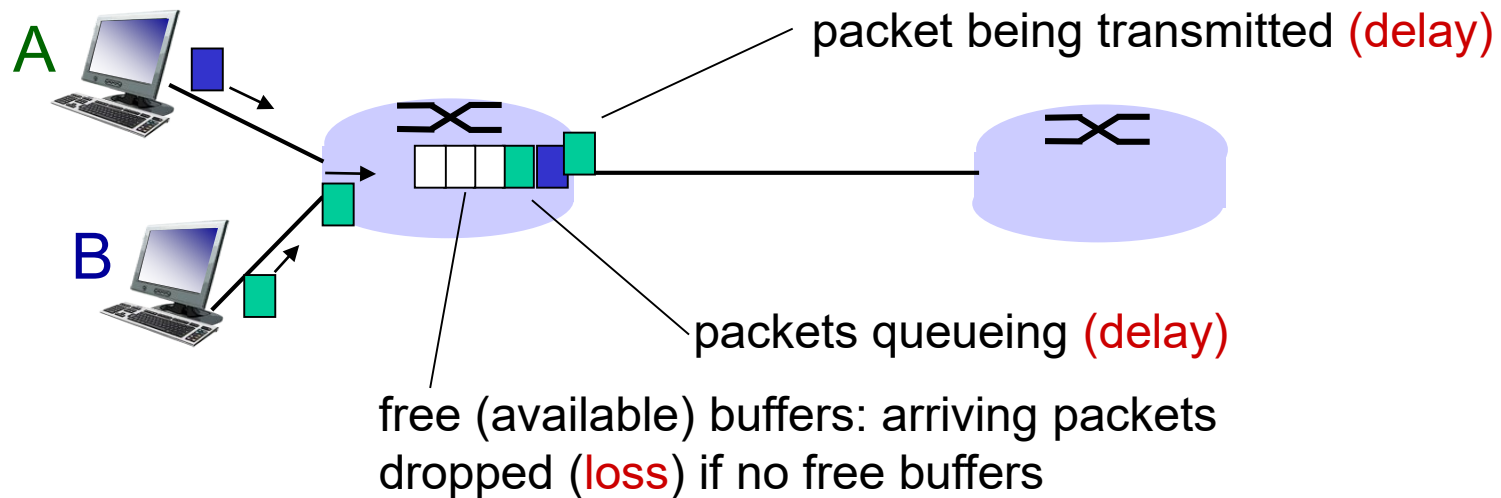 A
packet being transmitted (delay)
B
packets queueing (delay)
free (available) buffers: arriving packets
dropped (loss) if no free buffers